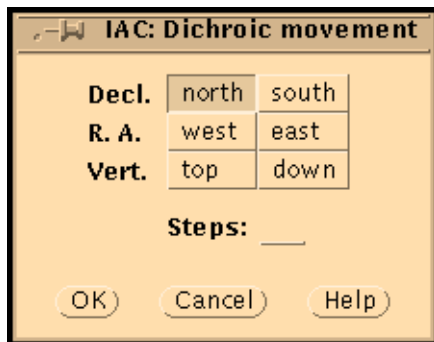 IAC: Dichroic movement
Decl. north south
R. A. west east
Vert. top down
Steps:
OK Cancel Help